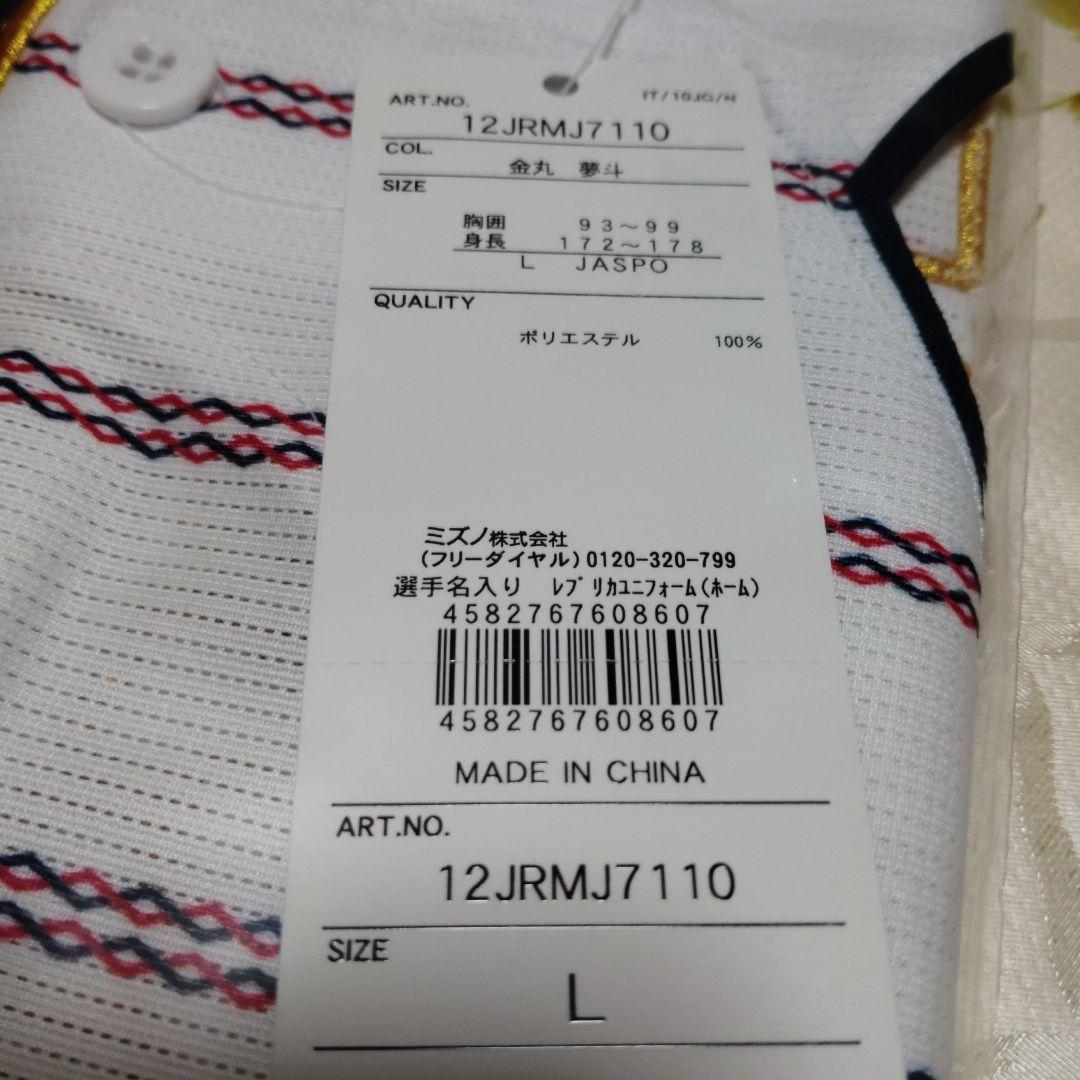 ART.NO. IT/10JG/N
12JRMJ7110
COL.
金丸 夢斗
SIZE
胸囲 93～99
身長 172～178
L JASPO
QUALITY
ポリエステル 100%
ミズノ株式会社
(フリーダイヤル)0120-320-799
選手名入り ﾚﾌﾟﾘｶﾕﾆﾌｫｰﾑ(ﾎｰﾑ)
4582767608607
4582767608607
MADE IN CHINA
ART.NO.
12JRMJ7110
SIZE
L